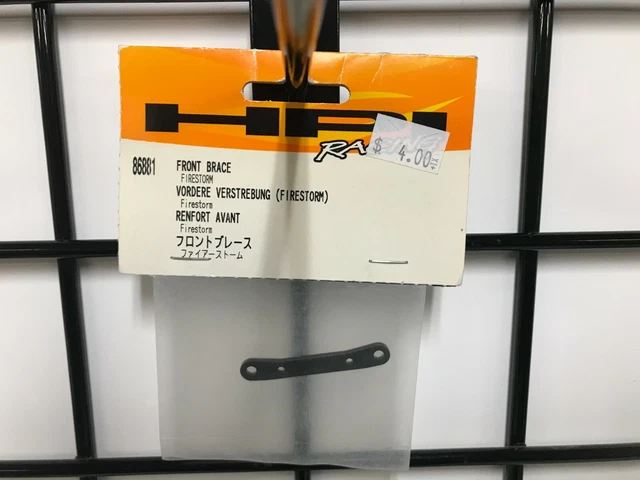 HPI
RACING
$ 4.00
86881 FRONT BRACE
FIRESTORM
VORDERE VERSTREBUNG (FIRESTORM)
Firestorm
RENFORT AVANT
Firestorm
フロントブレース
ファイアーストーム